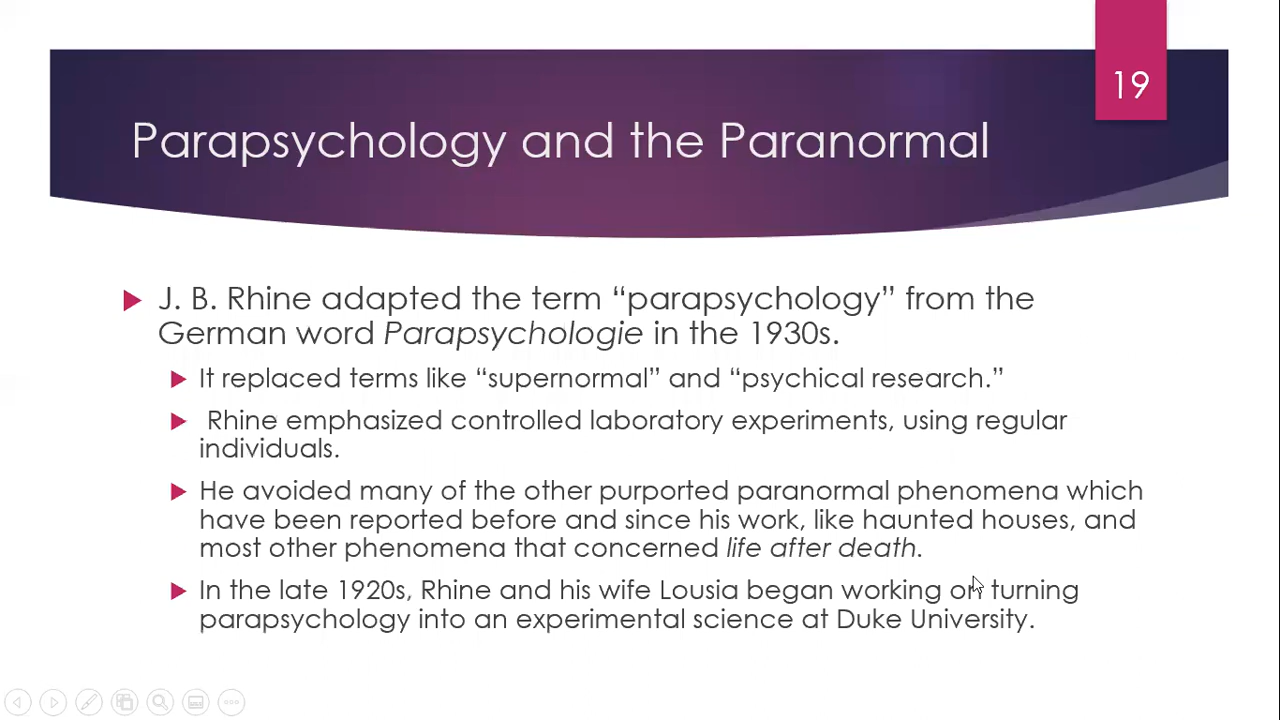 19
Parapsychology and the Paranormal
J. B. Rhine adapted the term “parapsychology” from the
German word Parapsychologie in the 1930s.
It replaced terms like “supernormal” and “psychical research.”
Rhine emphasized controlled laboratory experiments, using regular
individuals.
He avoided many of the other purported paranormal phenomena which
have been reported before and since his work, like haunted houses, and
most other phenomena that concerned life after death.
In the late 1920s, Rhine and his wife Lousia began working on turning
parapsychology into an experimental science at Duke University.